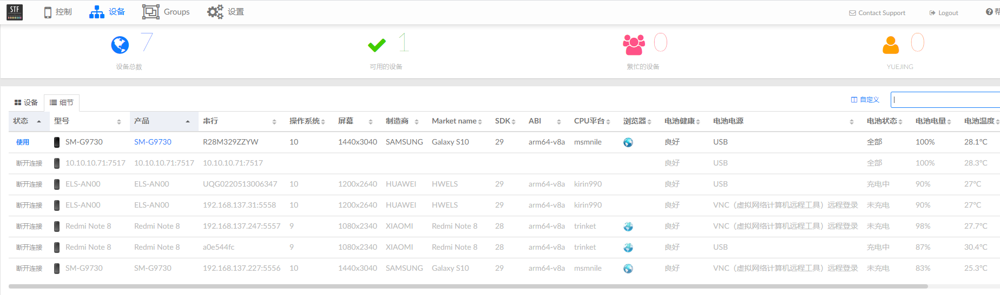 STF 控制 设备 Groups 设置 Contact Support Logout
7 1 0 0
设备总数 可用的设备 繁忙的设备 YUEJING
设备 细节 自定义
状态 型号 产品 串行 操作系统 屏幕 制造商 Market name SDK ABI CPU平台 浏览器 电池健康 电池电源 电池状态 电池电量 电池温度
使用 SM-G9730 SM-G9730 R28M329ZZYW 10 1440x3040 SAMSUNG Galaxy S10 29 arm64-v8a msmnile 良好 USB 全部 100% 28.1°C
断开连接 10.10.10.71:7517 10.10.10.71:7517 10.10.10.71:7517 良好 USB 全部 100% 28.3°C
断开连接 ELS-AN00 ELS-AN00 UQG0220513006347 10 1200x2640 HUAWEI HWELS 29 arm64-v8a kirin990 良好 USB 充电中 90% 27°C
断开连接 ELS-AN00 ELS-AN00 192.168.137.31:5558 10 1200x2640 HUAWEI HWELS 29 arm64-v8a kirin990 良好 VNC（虚拟网络计算机远程工具）远程登录 未充电 90% 27°C
断开连接 Redmi Note 8 Redmi Note 8 192.168.137.247:5557 9 1080x2340 XIAOMI Redmi Note 8 28 arm64-v8a trinket 良好 VNC（虚拟网络计算机远程工具）远程登录 未充电 98% 27.7°C
断开连接 Redmi Note 8 Redmi Note 8 a0e544fc 9 1080x2340 XIAOMI Redmi Note 8 28 arm64-v8a trinket 良好 USB 充电中 87% 30.4°C
断开连接 SM-G9730 SM-G9730 192.168.137.227:5556 10 1440x3040 SAMSUNG Galaxy S10 29 arm64-v8a msmnile 良好 VNC（虚拟网络计算机远程工具）远程登录 未充电 83% 25.3°C